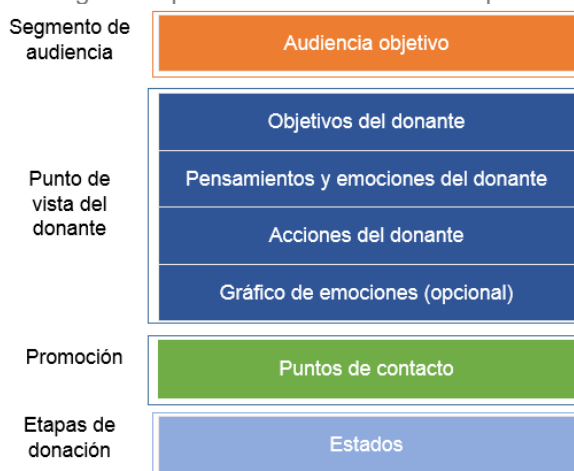 Segmento de
audiencia
Audiencia objetivo
Punto de
vista del
donante
Objetivos del donante
Pensamientos y emociones del donante
Acciones del donante
Gráfico de emociones (opcional)
Promoción
Puntos de contacto
Etapas de
donación
Estados